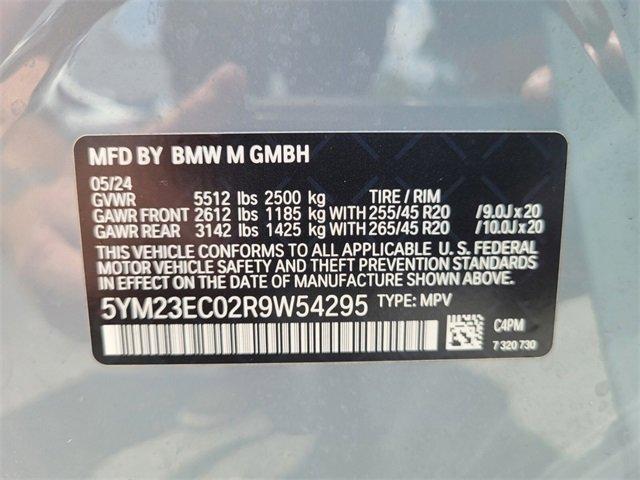 MFD BY BMW M GMBH
05/24
GVWR 5512 lbs 2500 kg TIRE / RIM
GAWR FRONT 2612 lbs 1185 kg WITH 255/45 R20 /9.0J x 20
GAWR REAR 3142 lbs 1425 kg WITH 265/45 R20 /10.0J x 20
THIS VEHICLE CONFORMS TO ALL APPLICABLE U. S. FEDERAL
MOTOR VEHICLE SAFETY AND THEFT PREVENTION STANDARDS
IN EFFECT ON THE DATE OF MANUFACTURE SHOWN ABOVE.
5YM23EC02R9W54295 TYPE: MPV
C4PM
7 320 730